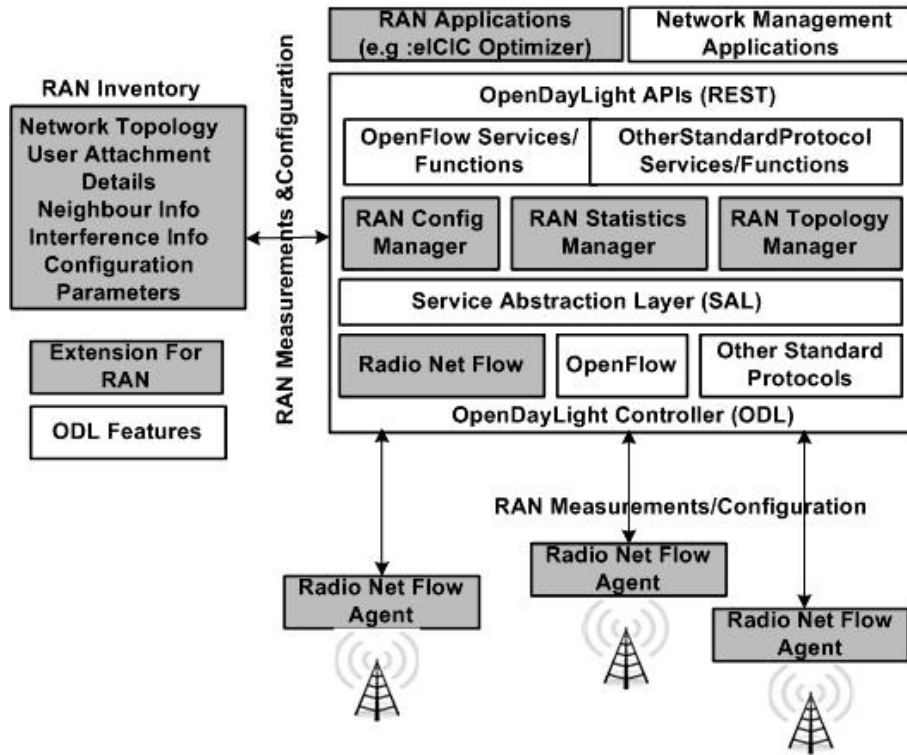 RAN Applications
(e.g :eICIC Optimizer)
Network Management
Applications
RAN Inventory
Network Topology
User Attachment
Details
Neighbour Info
Interference Info
Configuration
Parameters
Extension For
RAN
ODL Features
RAN Measurements &Configuration
OpenDayLight APIs (REST)
OpenFlow Services/
Functions
OtherStandardProtocol
Services/Functions
RAN Config
Manager
RAN Statistics
Manager
RAN Topology
Manager
Service Abstraction Layer (SAL)
Radio Net Flow
OpenFlow
Other Standard
Protocols
OpenDayLight Controller (ODL)
RAN Measurements/Configuration
Radio Net Flow
Agent
Radio Net Flow
Agent
Radio Net Flow
Agent